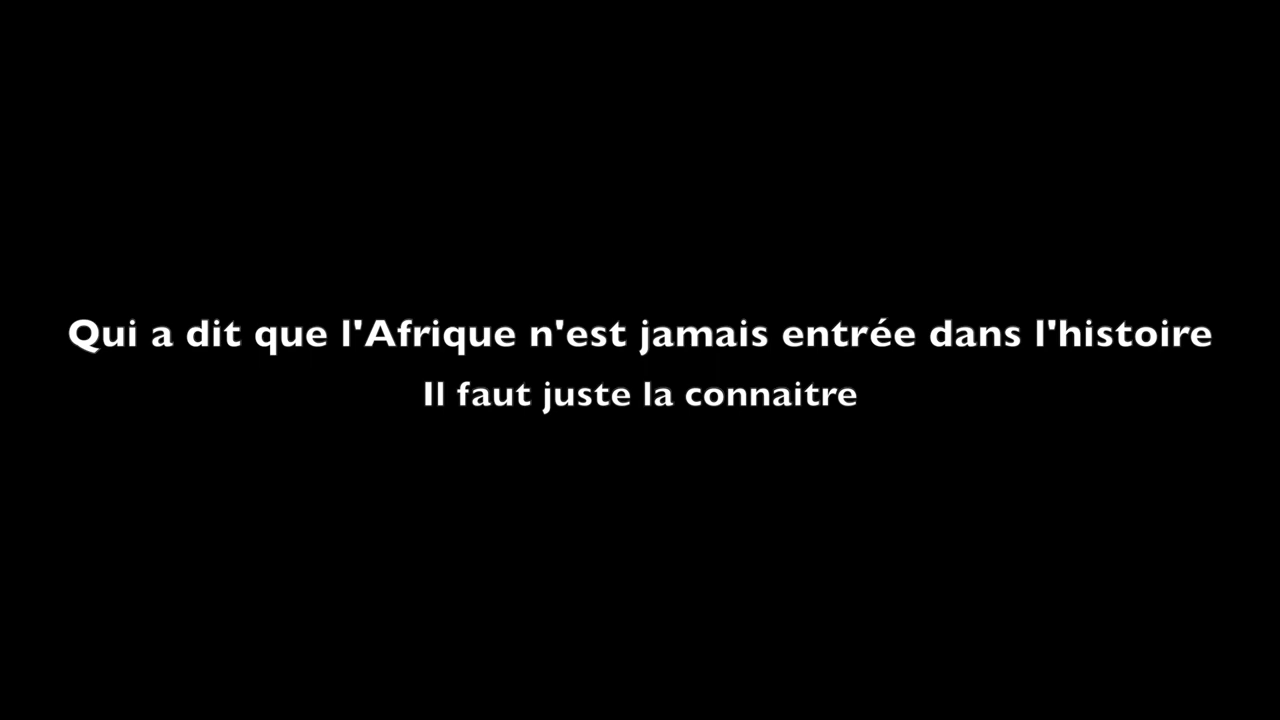 Qui a dit que l'Afrique n'est jamais entrée dans l'histoire
Il faut juste la connaitre